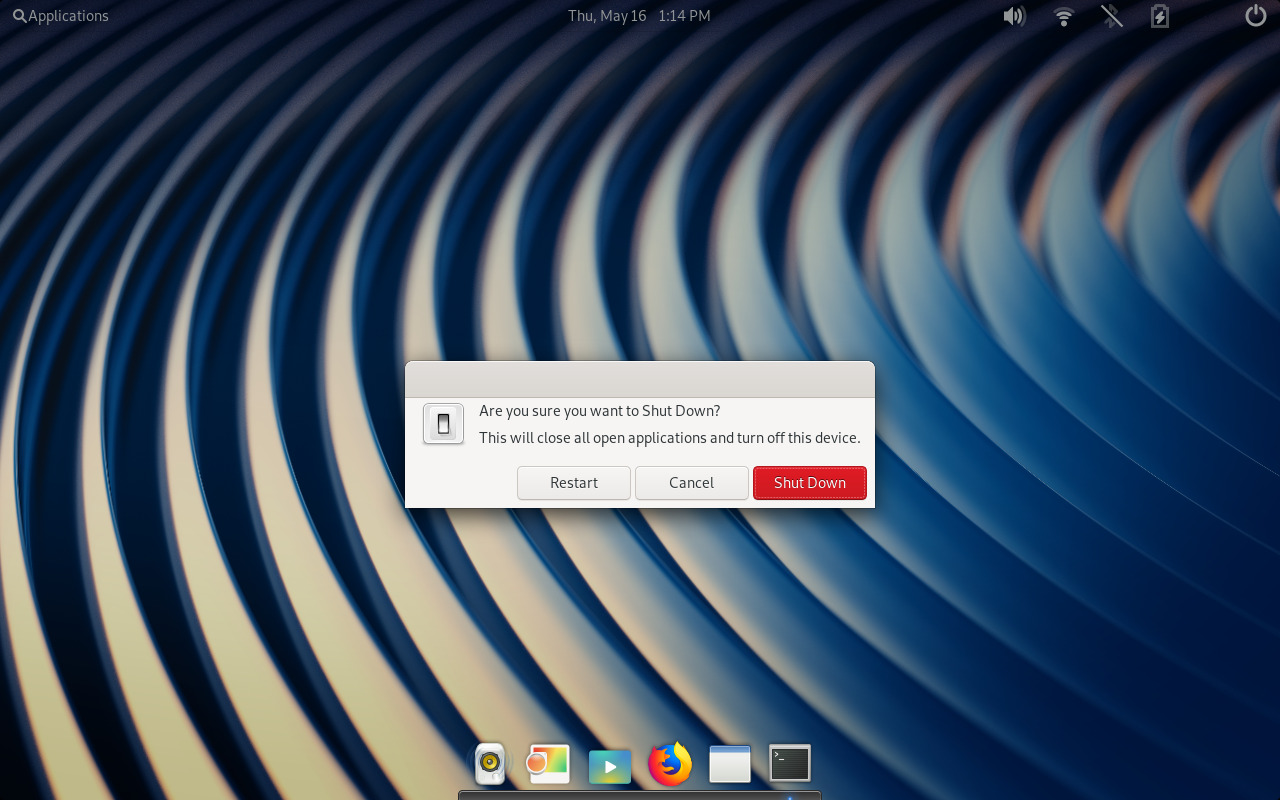 Applications
Thu, May 16 1:14 PM
Are you sure you want to Shut Down?
This will close all open applications and turn off this device.
Restart
Cancel
Shut Down
>_